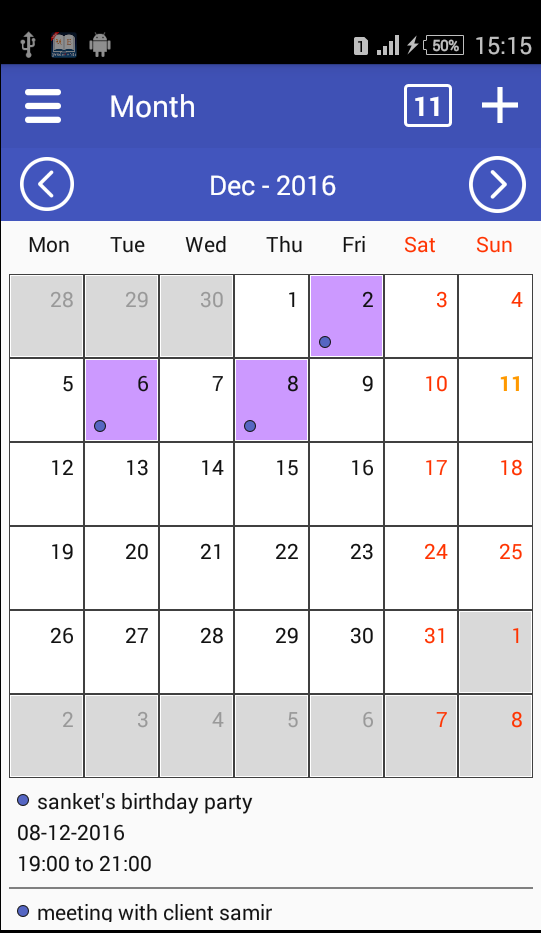 1 50% 15:15
Month 11
Dec - 2016
Mon Tue Wed Thu Fri Sat Sun
28 29 30 1 2 3 4
5 6 7 8 9 10 11
12 13 14 15 16 17 18
19 20 21 22 23 24 25
26 27 28 29 30 31 1
2 3 4 5 6 7 8
sanket's birthday party
08-12-2016
19:00 to 21:00
meeting with client samir